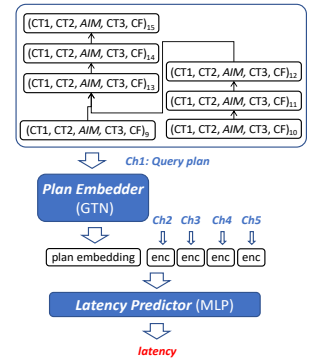 (CT1, CT2, AIM, CT3, CF)15
(CT1, CT2, AIM, CT3, CF)14
(CT1, CT2, AIM, CT3, CF)13
(CT1, CT2, AIM, CT3, CF)12
(CT1, CT2, AIM, CT3, CF)11
(CT1, CT2, AIM, CT3, CF)9
(CT1, CT2, AIM, CT3, CF)10
Ch1: Query plan
Plan Embedder
(GTN)
Ch2 Ch3 Ch4 Ch5
plan embedding enc enc enc enc
Latency Predictor (MLP)
latency